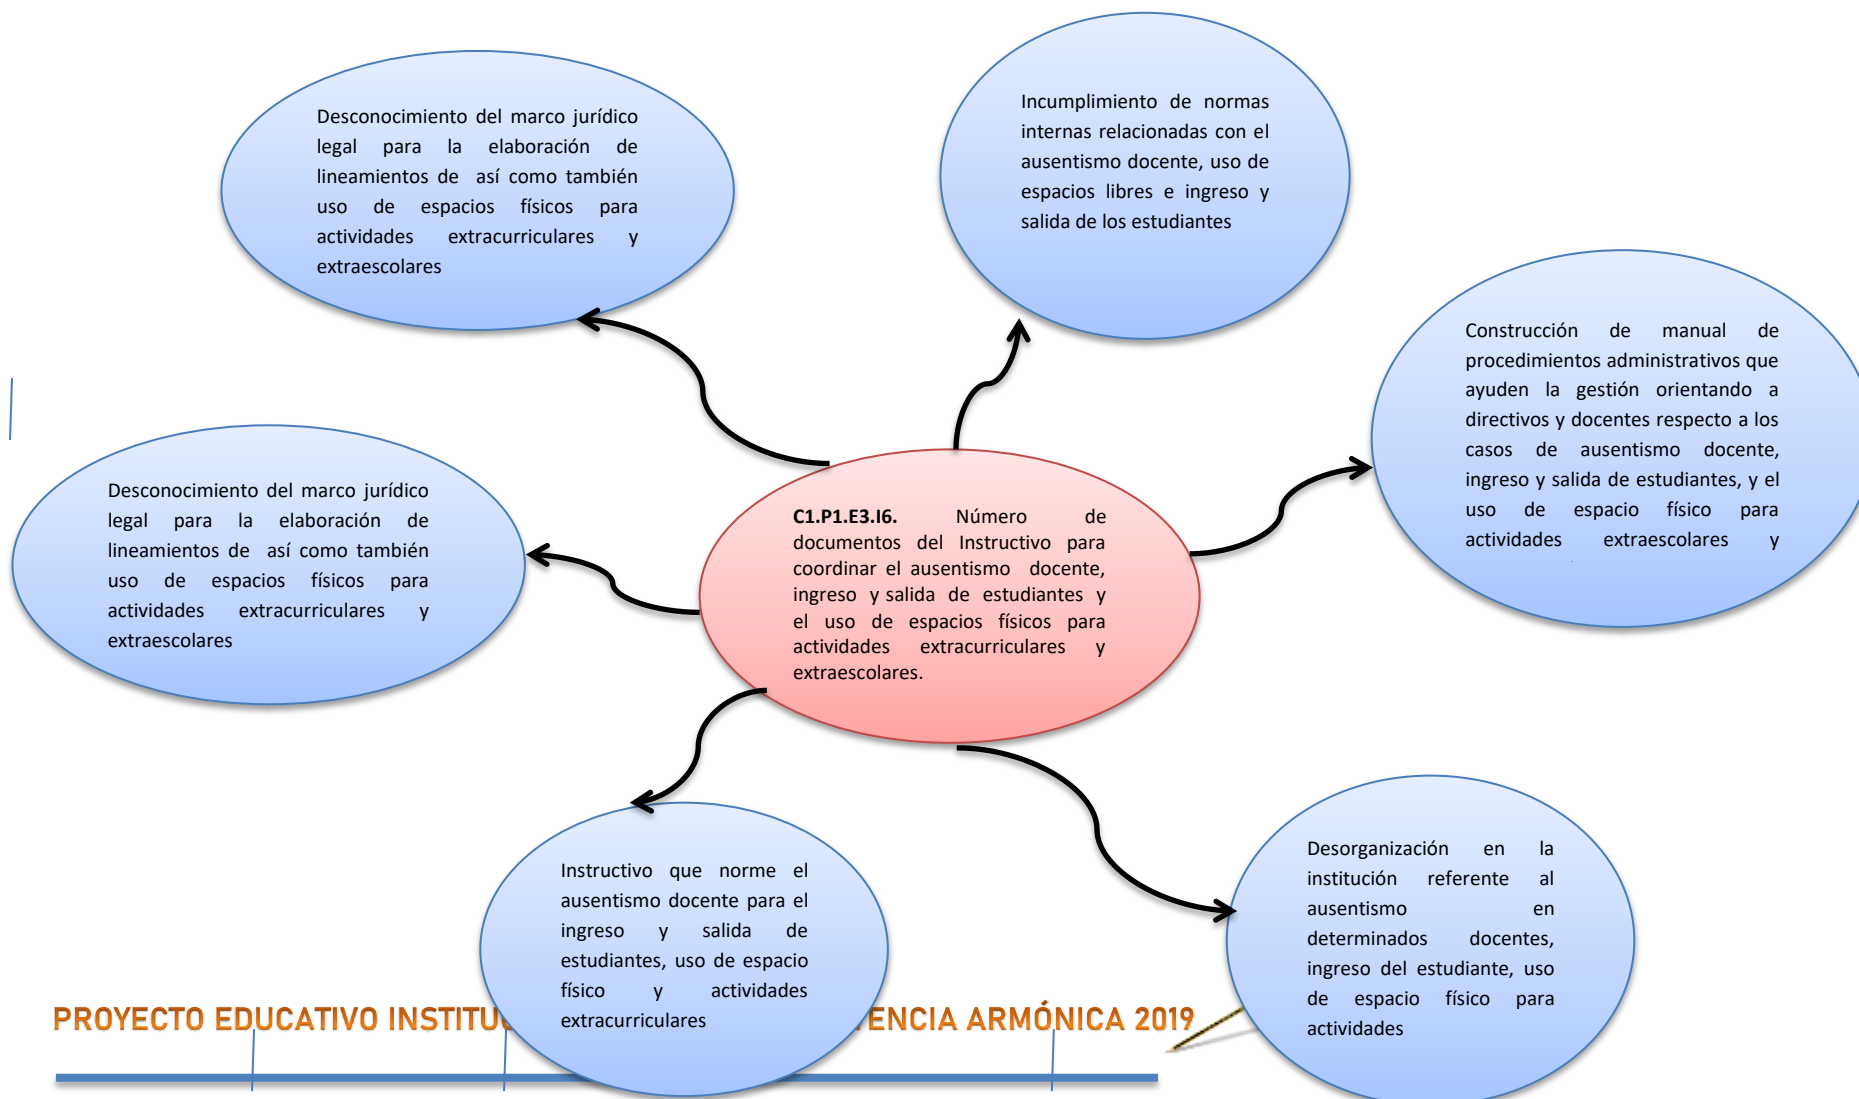 Desconocimiento del marco jurídico
legal para la elaboración de
lineamientos de así como también
uso de espacios físicos para
actividades extracurriculares y
extraescolares
Incumplimiento de normas
internas relacionadas con el
ausentismo docente, uso de
espacios libres e ingreso y
salida de los estudiantes
Construcción de manual de
procedimientos administrativos que
ayuden la gestión orientando a
directivos y docentes respecto a los
casos de ausentismo docente,
ingreso y salida de estudiantes, y el
uso de espacio físico para
actividades extraescolares y
Desconocimiento del marco jurídico
legal para la elaboración de
lineamientos de así como también
uso de espacios físicos para
actividades extracurriculares y
extraescolares
C1.P1.E3.I6. Número de
documentos del Instructivo para
coordinar el ausentismo docente,
ingreso y salida de estudiantes y
el uso de espacios físicos para
actividades extracurriculares y
extraescolares.
Instructivo que norme el
ausentismo docente para el
ingreso y salida de
estudiantes, uso de espacio
físico y actividades
extracurriculares
Desorganización en la
institución referente al
ausentismo en
determinados docentes,
ingreso del estudiante, uso
de espacio físico para
actividades
PROYECTO EDUCATIVO INSTITU ENCIA ARMÓNICA 2019